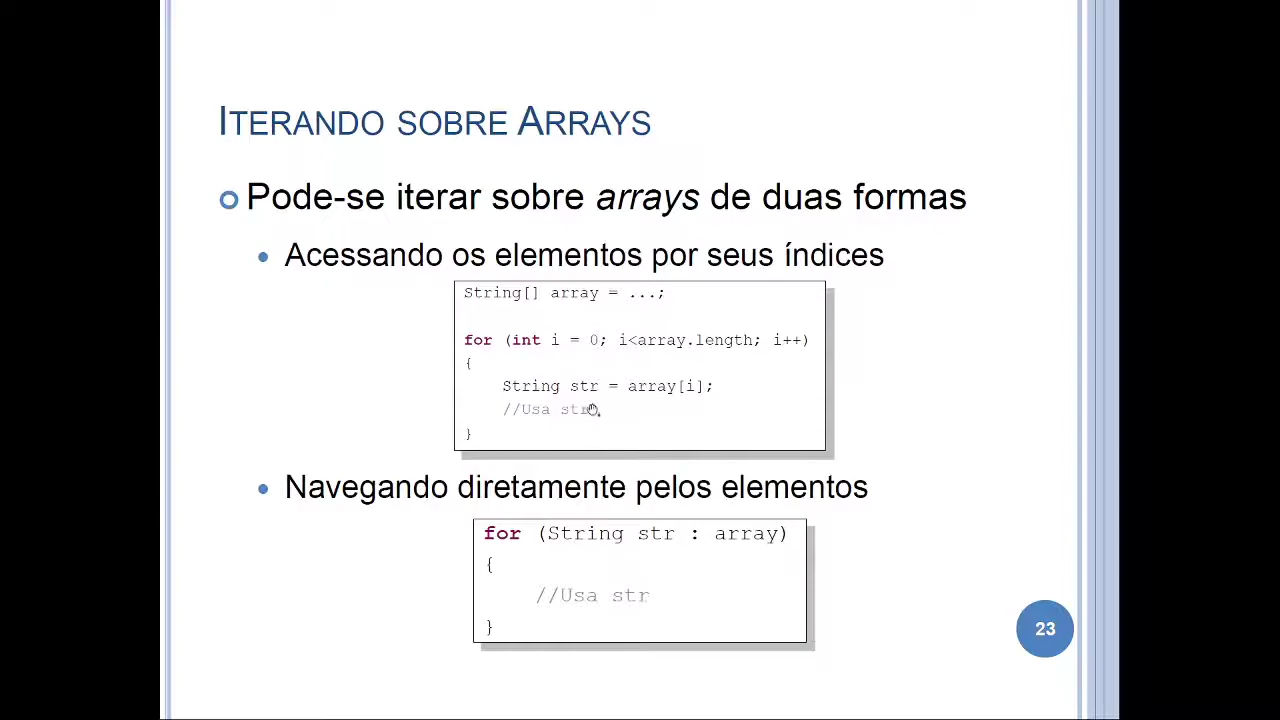 ITERANDO SOBRE ARRAYS
Pode-se iterar sobre arrays de duas formas
Acessando os elementos por seus índices
String[] array = ...;
for (int i = 0; i<array.length; i++)
{
String str = array[i];
//Usa str
}
Navegando diretamente pelos elementos
for (String str : array)
{
//Usa str
}
23